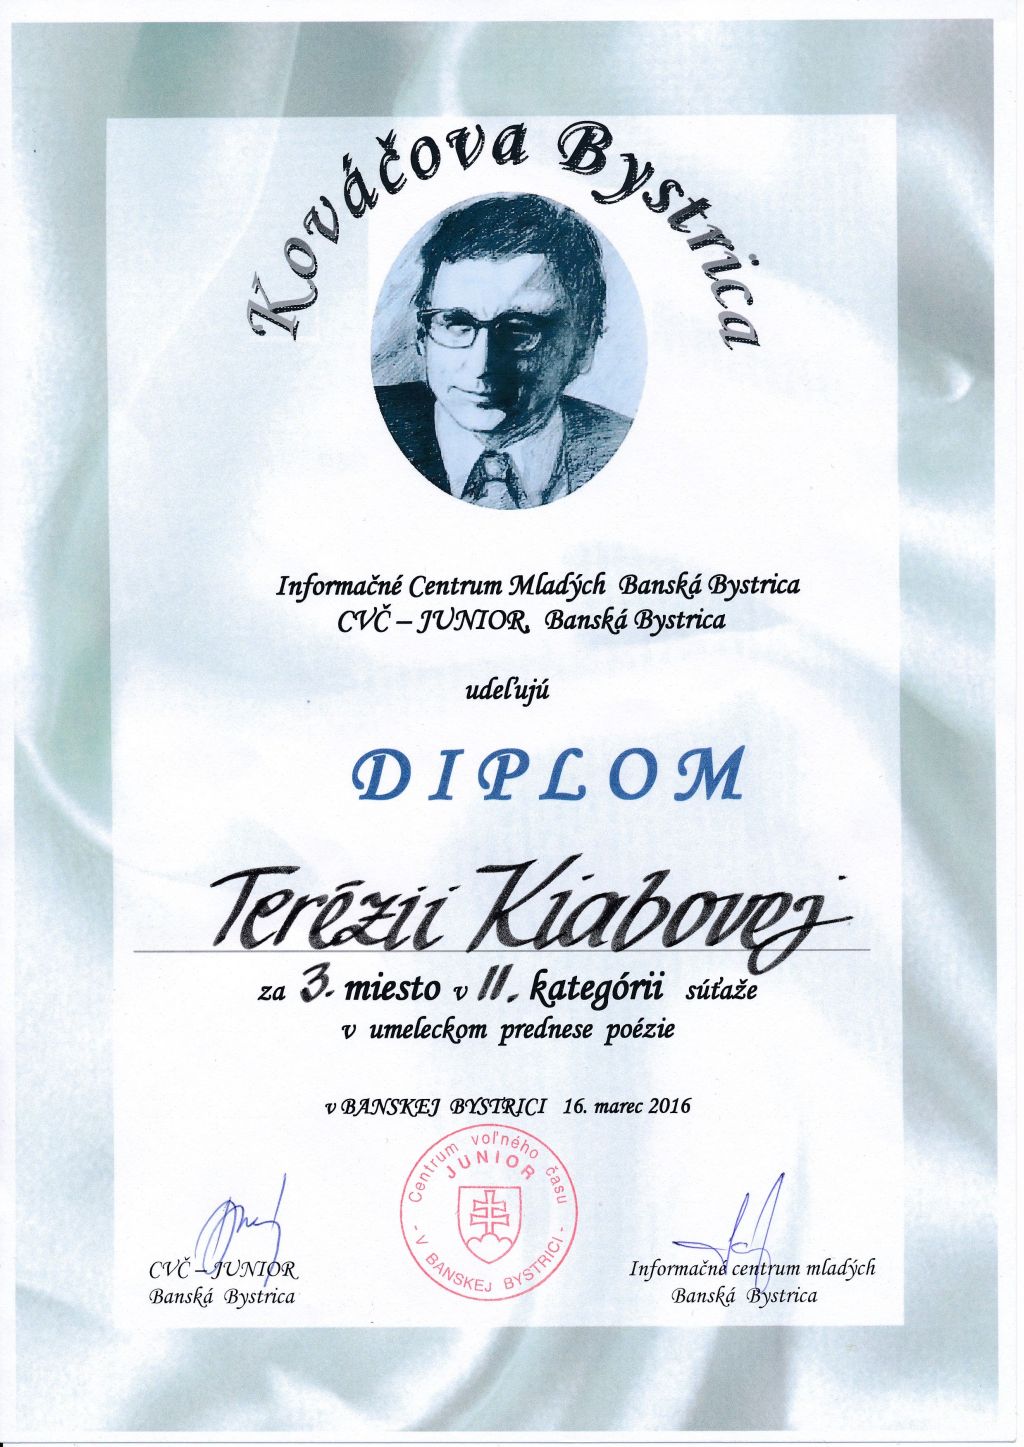 Kováčova Bystrica
Informačné Centrum Mladých Banská Bystrica
CVČ – JUNIOR, Banská Bystrica
udeľujú
DIPLOM
Terézii Kiabovej
za 3. miesto v II. kategórii súťaže
v umeleckom prednese poézie
v BANSKEJ BYSTRICI 16. marec 2016
Centrum voľného času
JUNIOR
- V BANSKEJ BYSTRICI -
CVČ – JUNIOR
Banská Bystrica
Informačné centrum mladých
Banská Bystrica